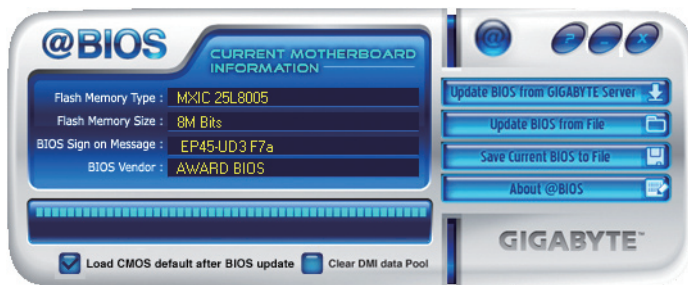 @BIOS
CURRENT MOTHERBOARD
INFORMATION
Flash Memory Type : MXIC 25L8005
Flash Memory Size : 8M Bits
BIOS Sign on Message : EP45-UD3 F7a
BIOS Vendor : AWARD BIOS
Load CMOS default after BIOS update
Clear DMI data Pool
@
? – X
Update BIOS from GIGABYTE Server
Update BIOS from File
Save Current BIOS to File
About @BIOS
GIGABYTE™